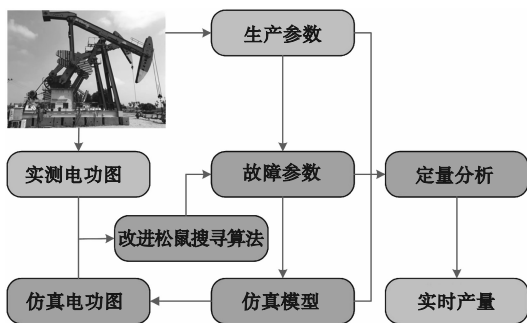 生产参数
实测电功图
故障参数
定量分析
改进松鼠搜寻算法
仿真电功图
仿真模型
实时产量